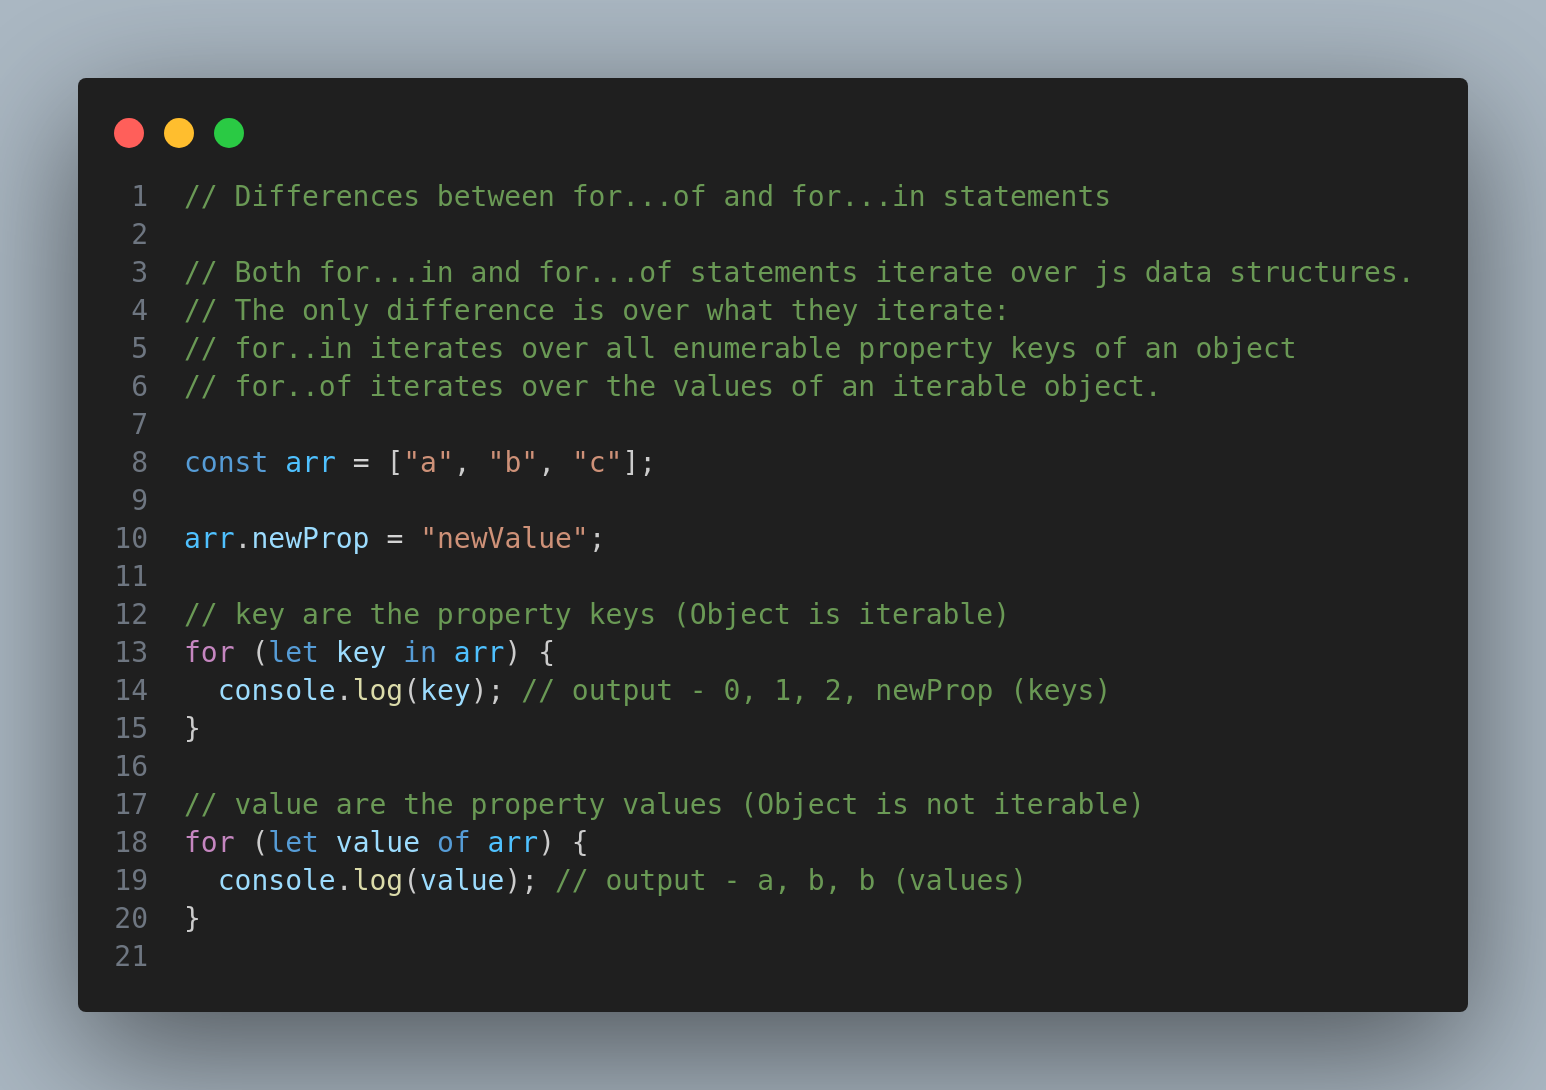 1 // Differences between for...of and for...in statements
2
3 // Both for...in and for...of statements iterate over js data structures.
4 // The only difference is over what they iterate:
5 // for..in iterates over all enumerable property keys of an object
6 // for..of iterates over the values of an iterable object.
7
8 const arr = ["a", "b", "c"];
9
10 arr.newProp = "newValue";
11
12 // key are the property keys (Object is iterable)
13 for (let key in arr) {
14   console.log(key); // output - 0, 1, 2, newProp (keys)
15 }
16
17 // value are the property values (Object is not iterable)
18 for (let value of arr) {
19   console.log(value); // output - a, b, b (values)
20 }
21